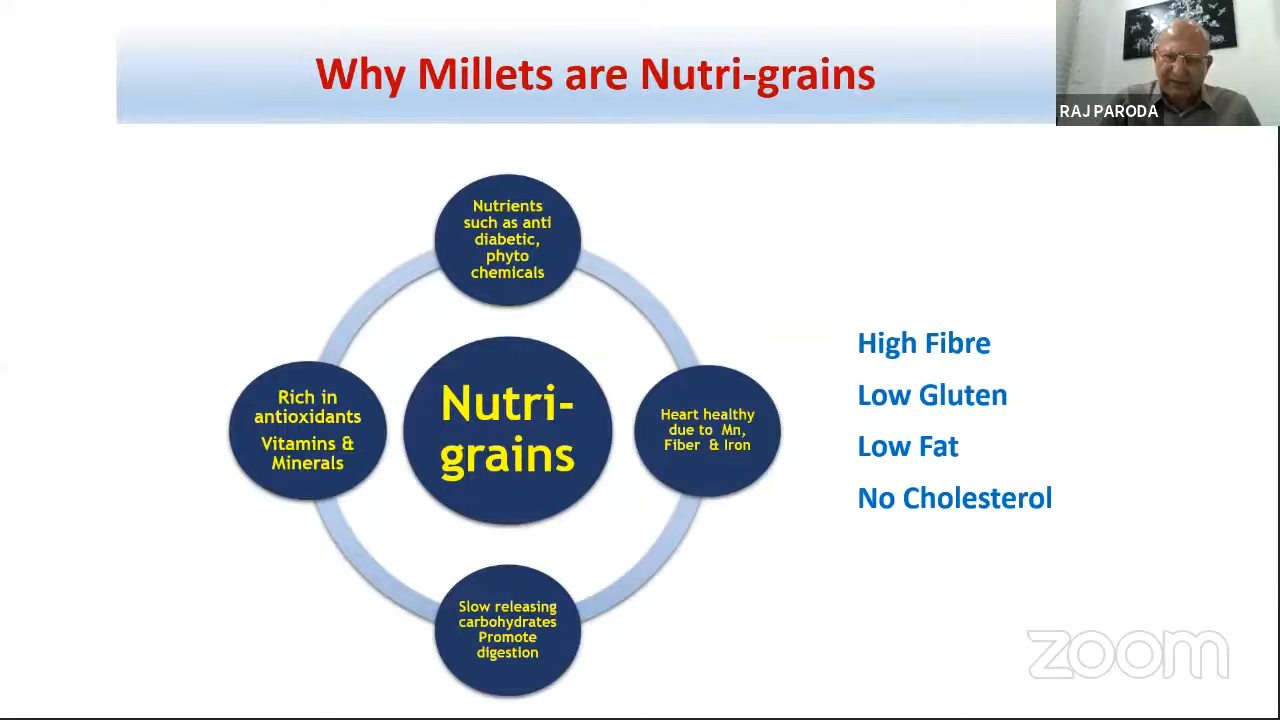 Why Millets are Nutri-grains
RAJ PARODA
Nutrients
such as anti
diabetic,
phyto
chemicals
Rich in
antioxidants
Vitamins &
Minerals
Nutri-
grains
Heart healthy
due to Mn,
Fiber & Iron
Slow releasing
carbohydrates
Promote
digestion
High Fibre
Low Gluten
Low Fat
No Cholesterol
zoom